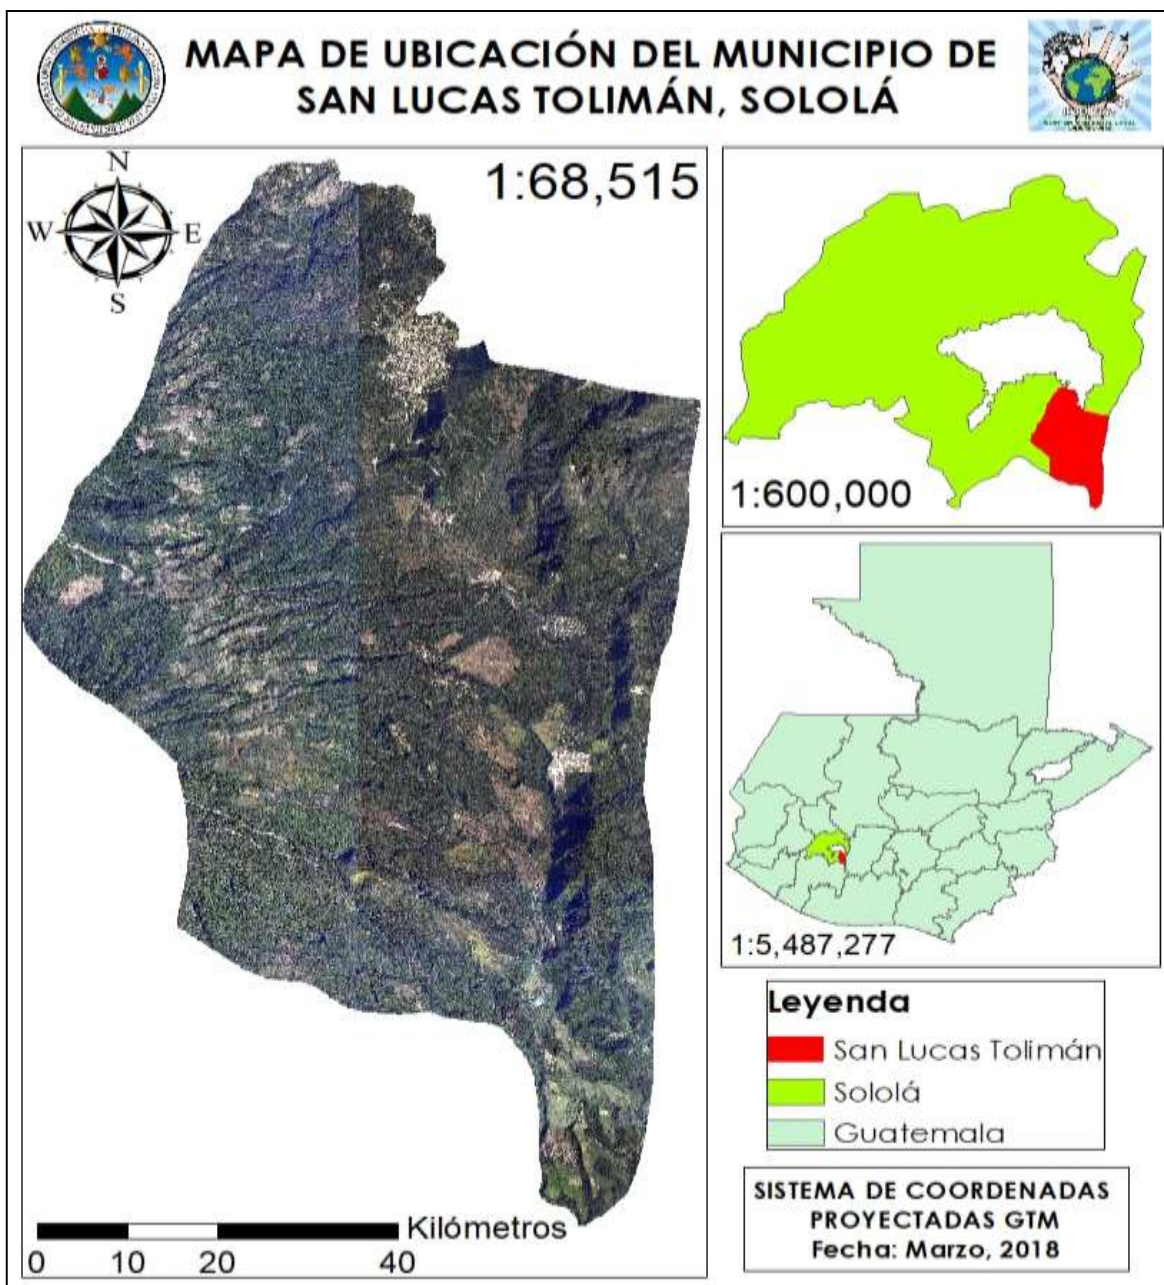 MAPA DE UBICACIÓN DEL MUNICIPIO DE
SAN LUCAS TOLIMÁN, SOLOLÁ
N
W
E
S
1:68,515
1:600,000
1:5,487,277
Leyenda
San Lucas Tolimán
Sololá
Guatemala
Kilómetros
0
10
20
40
SISTEMA DE COORDENADAS
PROYECTADAS GTM
Fecha: Marzo, 2018